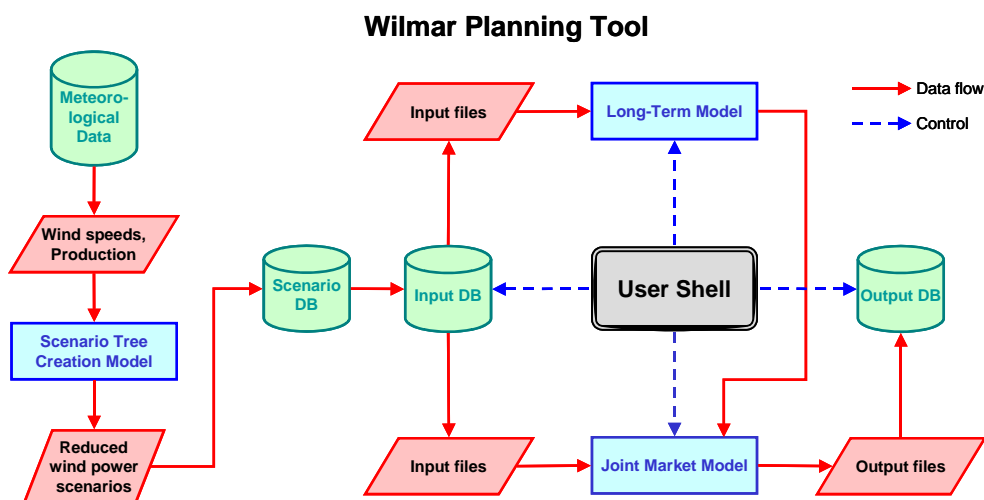 Wilmar Planning Tool
Meteoro-
logical
Data
Input files
Long-Term Model
Data flow
Control
Wind speeds,
Production
Scenario
DB
Input DB
User Shell
Output DB
Scenario Tree
Creation Model
Reduced
wind power
scenarios
Input files
Joint Market Model
Output files